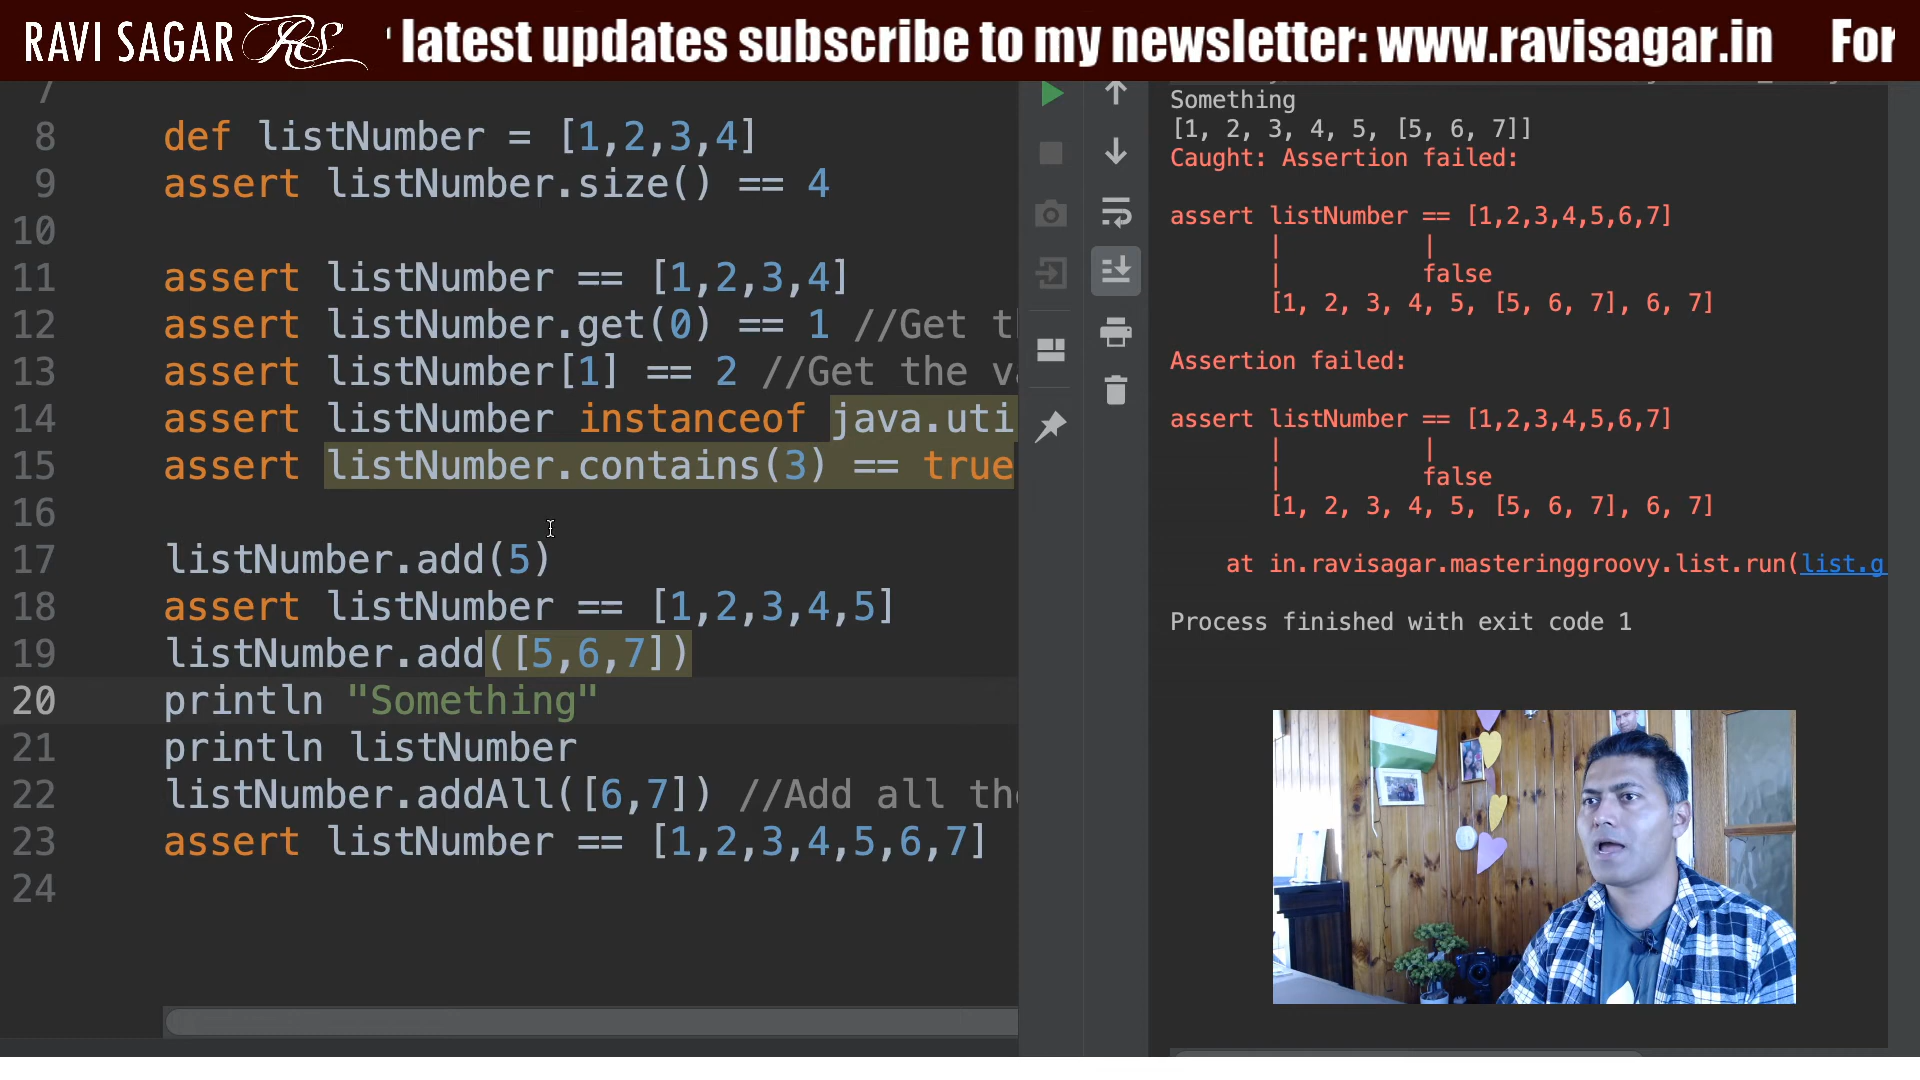 RAVI SAGAR RS
latest updates subscribe to my newsletter: www.ravisagar.in For
7
8 def listNumber = [1,2,3,4]
9 assert listNumber.size() == 4
10
11 assert listNumber == [1,2,3,4]
12 assert listNumber.get(0) == 1 //Get th
13 assert listNumber[1] == 2 //Get the va
14 assert listNumber instanceof java.uti
15 assert listNumber.contains(3) == true
16
17 listNumber.add(5)
18 assert listNumber == [1,2,3,4,5]
19 listNumber.add([5,6,7])
20 println "Something"
21 println listNumber
22 listNumber.addAll([6,7]) //Add all the
23 assert listNumber == [1,2,3,4,5,6,7]
24
Something
[1, 2, 3, 4, 5, [5, 6, 7]]
Caught: Assertion failed:
assert listNumber == [1,2,3,4,5,6,7]
| |
| false
[1, 2, 3, 4, 5, [5, 6, 7], 6, 7]
Assertion failed:
assert listNumber == [1,2,3,4,5,6,7]
| |
| false
[1, 2, 3, 4, 5, [5, 6, 7], 6, 7]
at in.ravisagar.masteringgroovy.list.run(list.g
Process finished with exit code 1